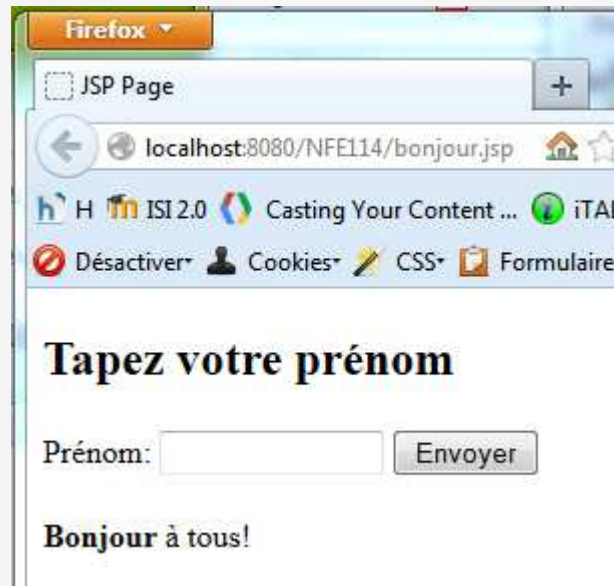 Firefox
JSP Page
localhost:8080/NFE114/bonjour.jsp
H ISI 2.0 Casting Your Content ...
Désactiver Cookies CSS Formulaire
Tapez votre prénom
Prénom: Envoyer
Bonjour à tous!